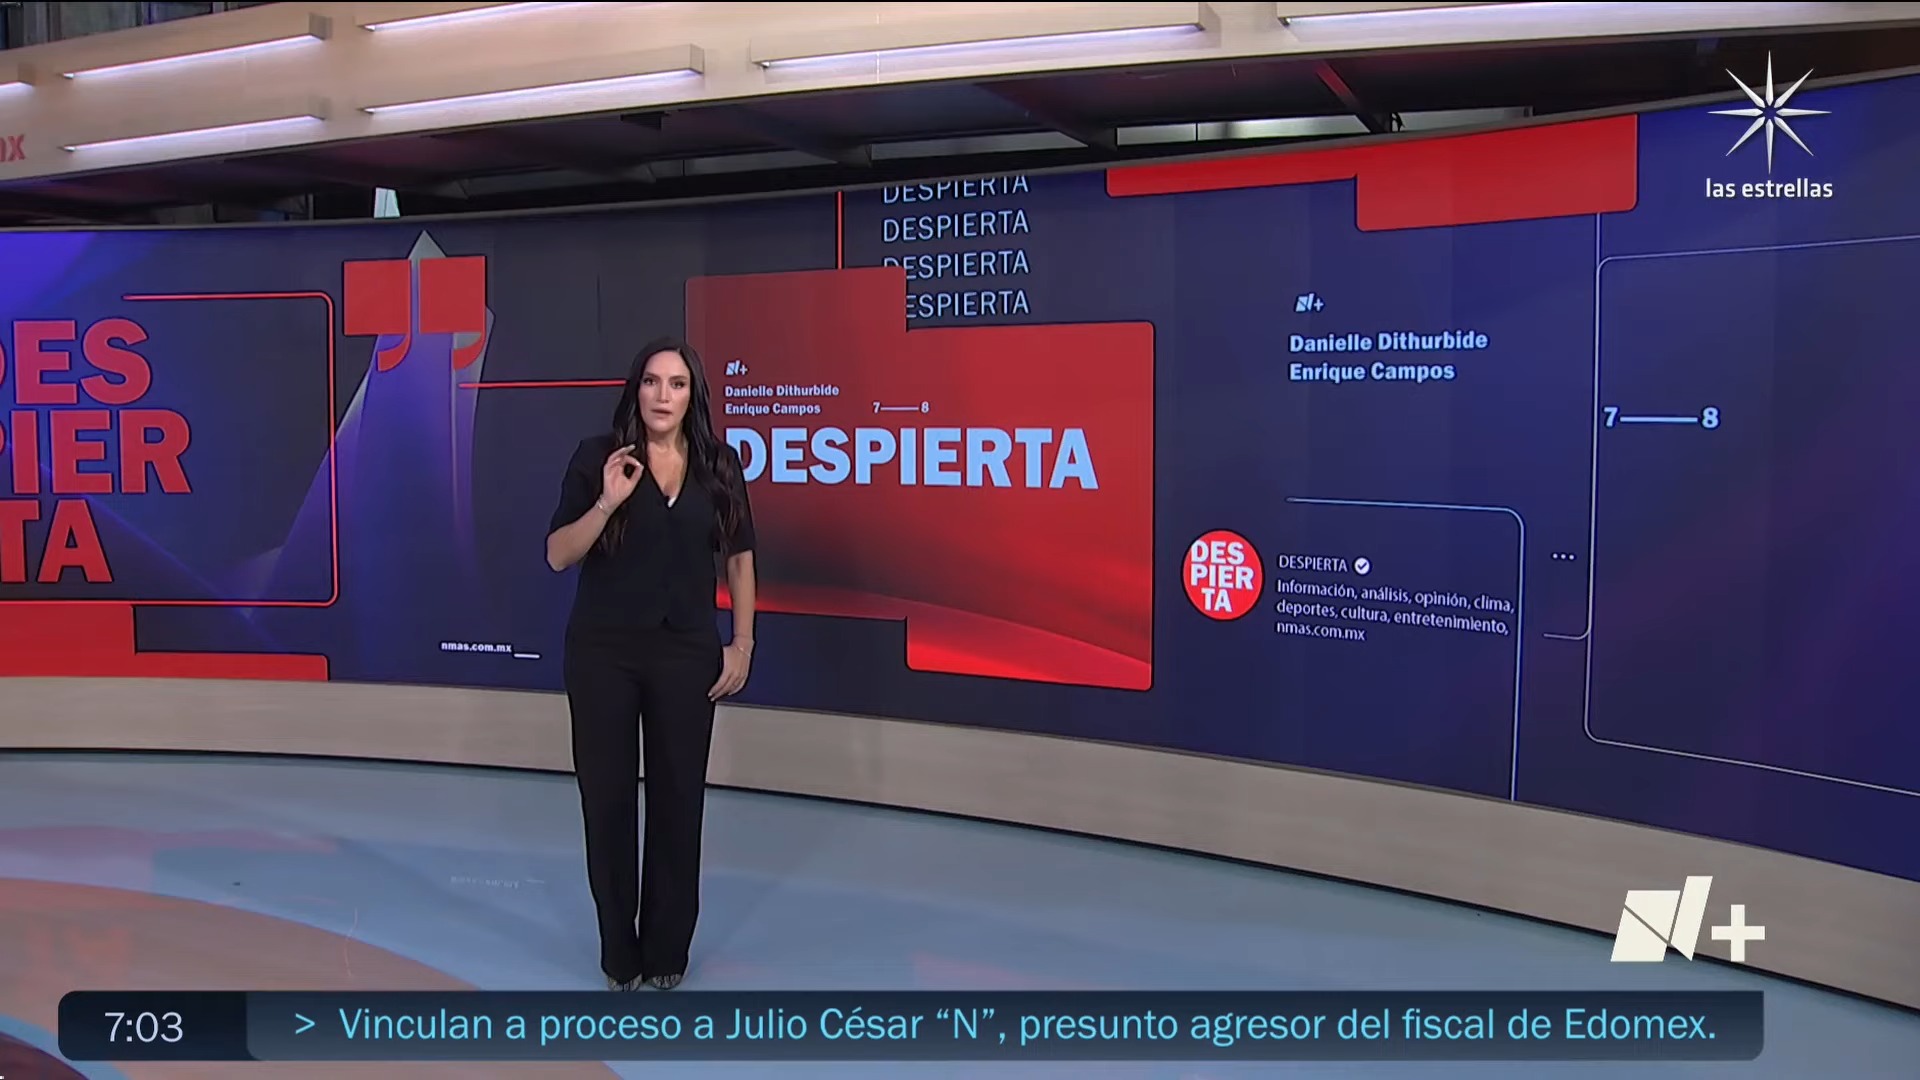 las estrellas
DESPIERTA
DESPIERTA
DESPIERTA
DESPIERTA
N+
Danielle Dithurbide
Enrique Campos
7 8
DES
PIER
TA
N+
Danielle Dithurbide
Enrique Campos
7 8
DESPIERTA
DES
PIER
TA
DESPIERTA
Información, análisis, opinión, clima,
deportes, cultura, entretenimiento,
nmas.com.mx
nmas.com.mx
N+
7:03
> Vinculan a proceso a Julio César “N”, presunto agresor del fiscal de Edomex.